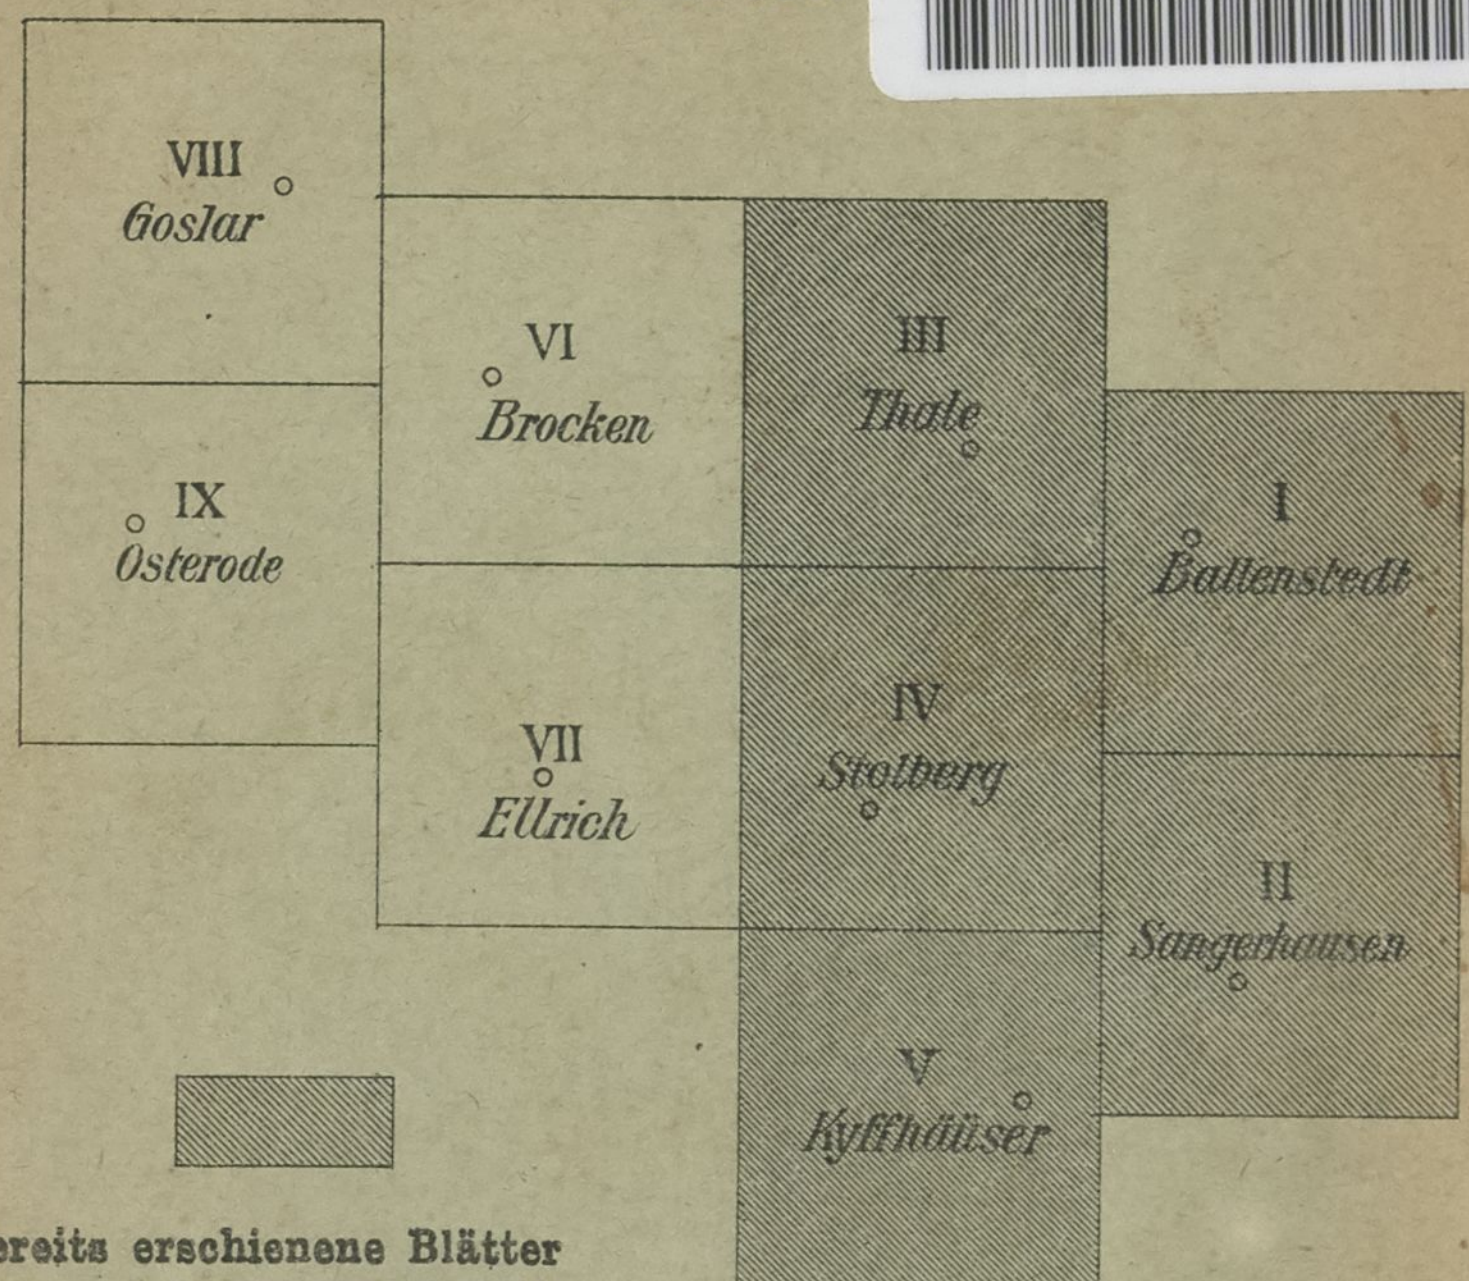 VIII
Goslar
VI
Brocken
III
Thale
IX
Osterode
I
Ballenstedt
VII
Ellrich
IV
Stolberg
II
Sangerhausen
V
Kyffhäuser
ereits erschienene Blätter